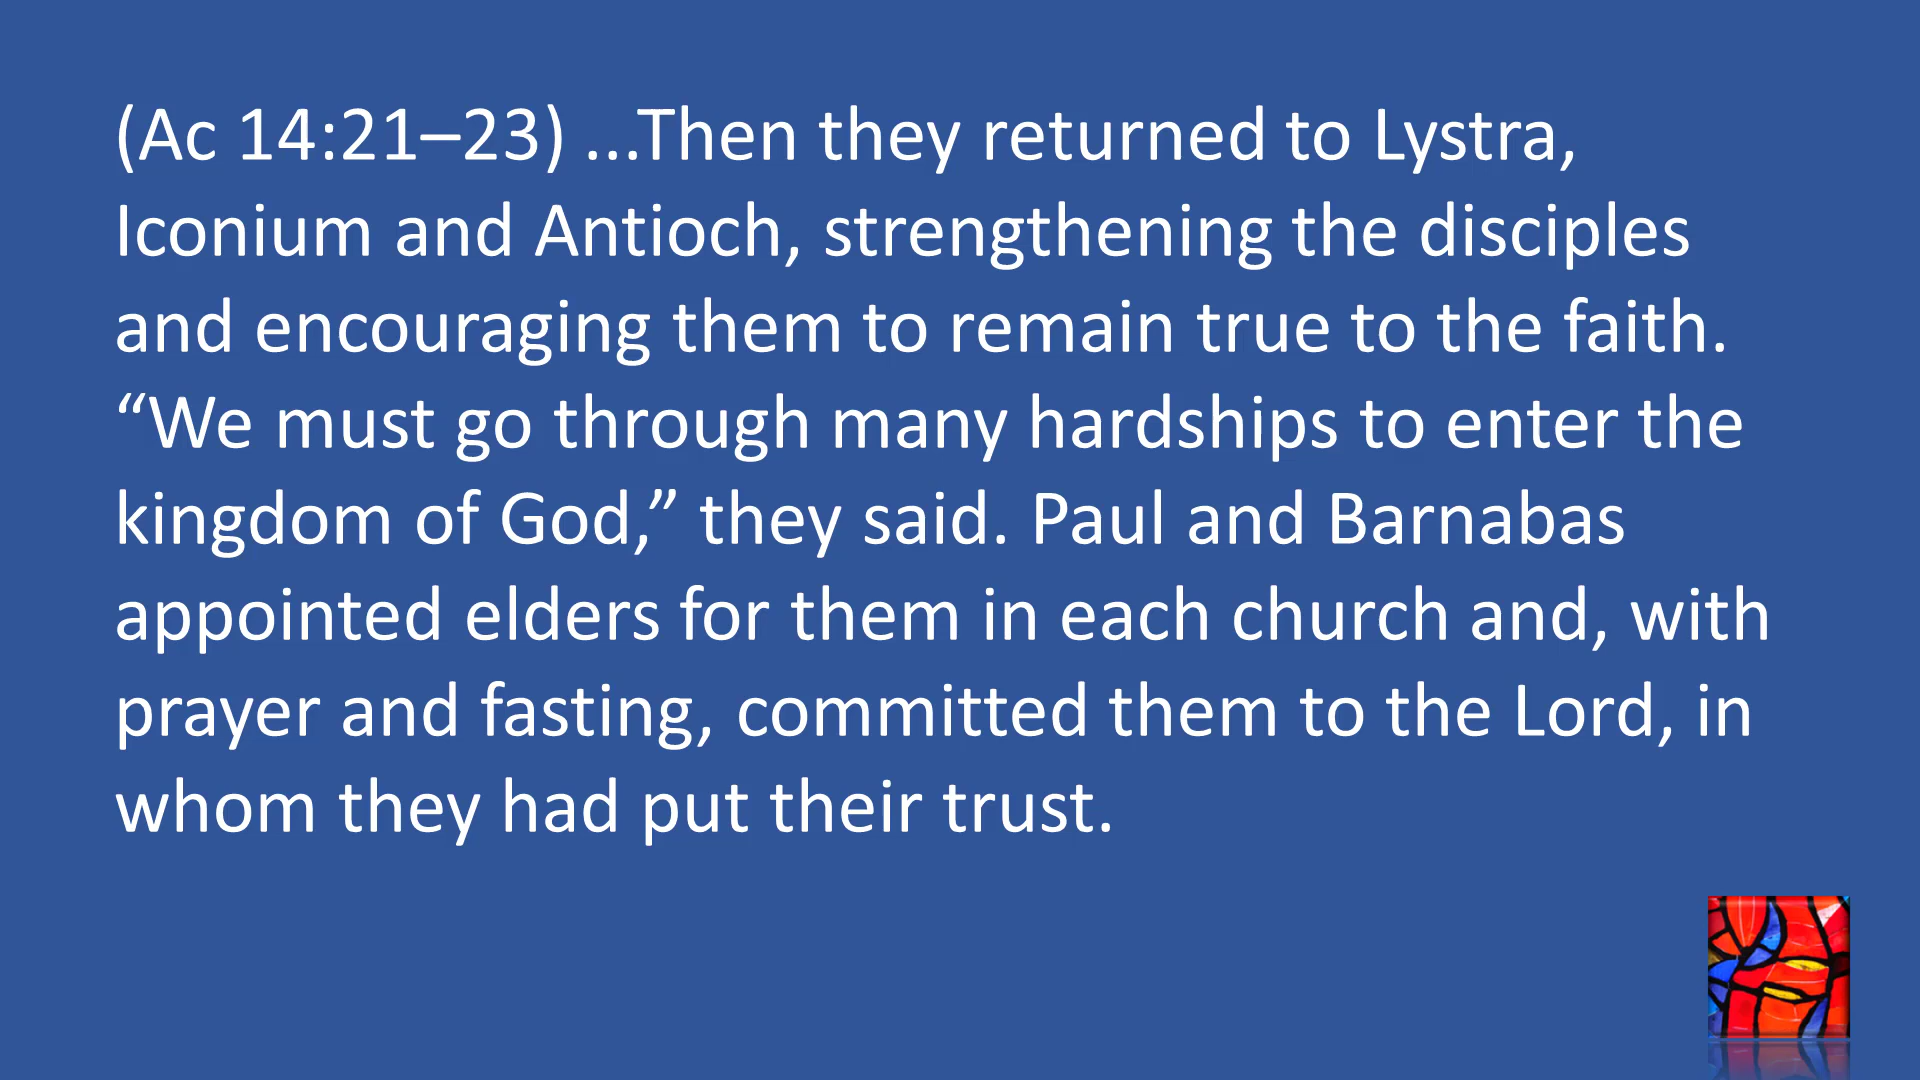 (Ac 14:21–23) ...Then they returned to Lystra,
Iconium and Antioch, strengthening the disciples
and encouraging them to remain true to the faith.
“We must go through many hardships to enter the
kingdom of God,” they said. Paul and Barnabas
appointed elders for them in each church and, with
prayer and fasting, committed them to the Lord, in
whom they had put their trust.